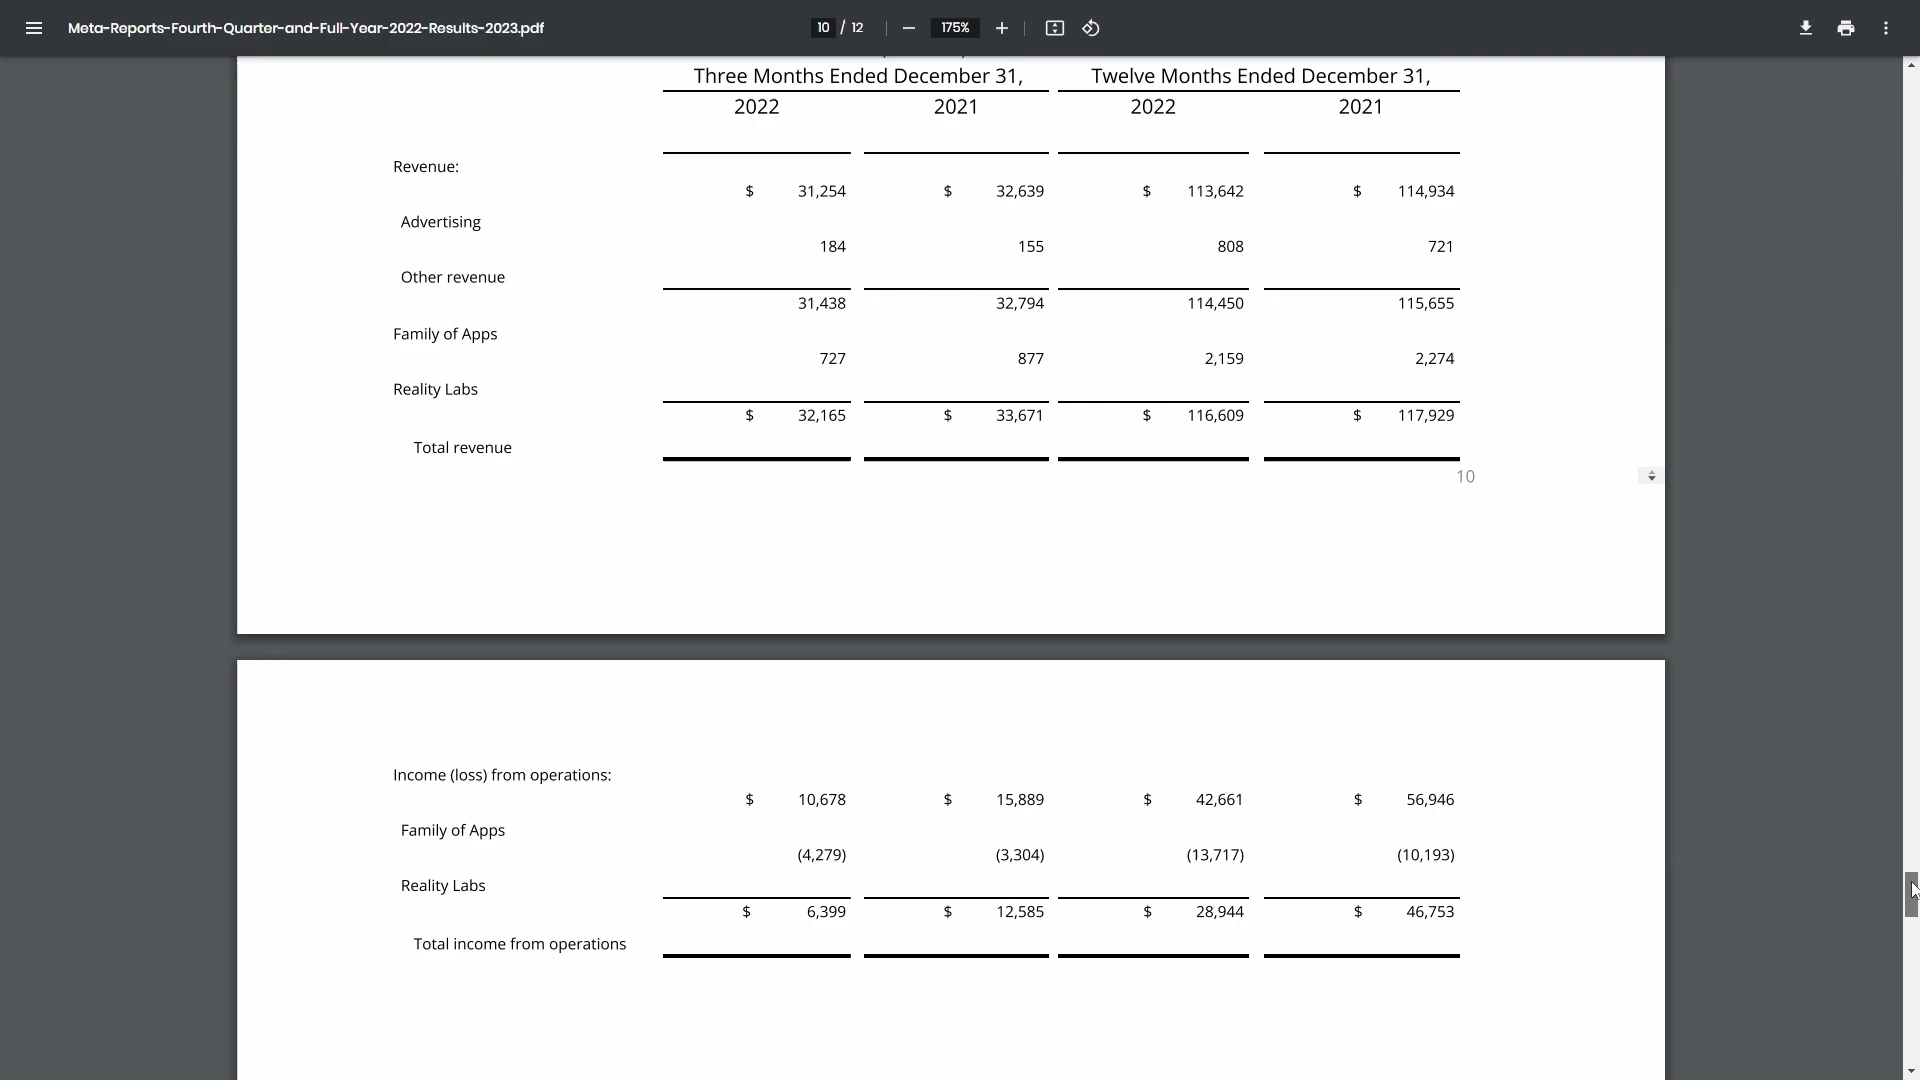 Meta-Reports-Fourth-Quarter-and-Full-Year-2022-Results-2023.pdf 10 / 12 175%
Three Months Ended December 31, Twelve Months Ended December 31,
2022 2021 2022 2021
Revenue:
$ 31,254 $ 32,639 $ 113,642 $ 114,934
Advertising
184 155 808 721
Other revenue
31,438 32,794 114,450 115,655
Family of Apps
727 877 2,159 2,274
Reality Labs
$ 32,165 $ 33,671 $ 116,609 $ 117,929
Total revenue
10
Income (loss) from operations:
$ 10,678 $ 15,889 $ 42,661 $ 56,946
Family of Apps
(4,279) (3,304) (13,717) (10,193)
Reality Labs
$ 6,399 $ 12,585 $ 28,944 $ 46,753
Total income from operations